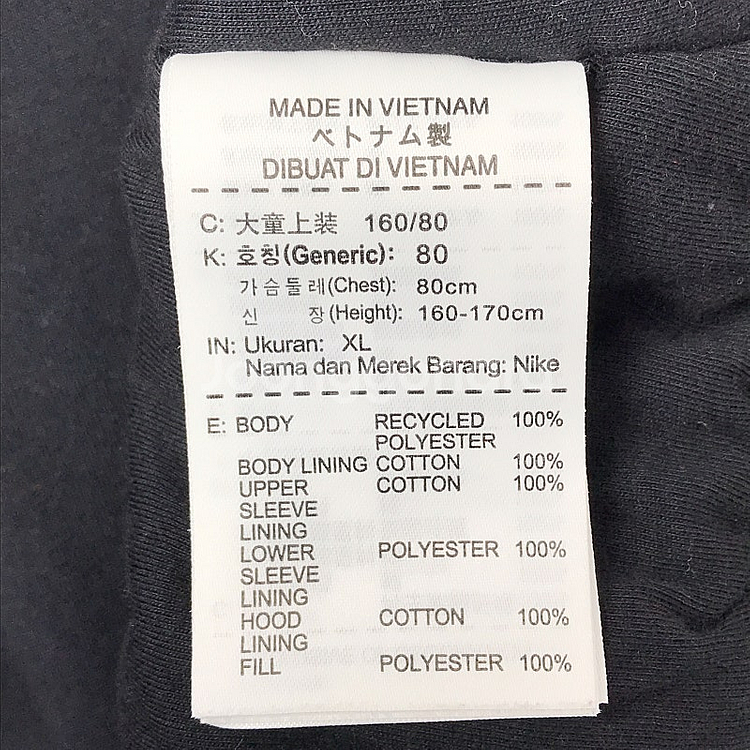 MADE IN VIETNAM
ベトナム製
DIBUAT DI VIETNAM
C: 大童上装 160/80
K: 호칭(Generic): 80
가슴둘레(Chest): 80cm
신 장(Height): 160-170cm
IN: Ukuran: XL
Nama dan Merek Barang: Nike
E: BODY RECYCLED 100%
POLYESTER
BODY LINING COTTON 100%
UPPER COTTON 100%
SLEEVE
LINING
LOWER POLYESTER 100%
SLEEVE
LINING
HOOD COTTON 100%
LINING
FILL POLYESTER 100%